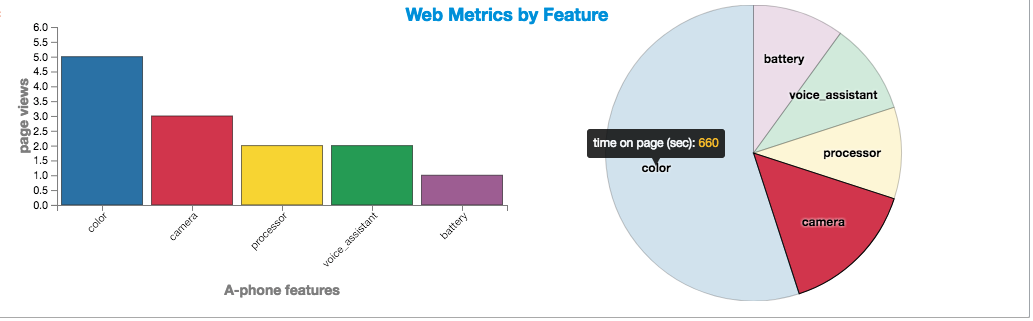 Web Metrics by Feature
6.0
5.5
5.0
4.5
4.0
3.5
3.0
2.5
2.0
1.5
1.0
0.5
0.0
page views
color
camera
processor
voice_assistant
battery
A-phone features
battery
voice_assistant
processor
time on page (sec): 660
color
camera